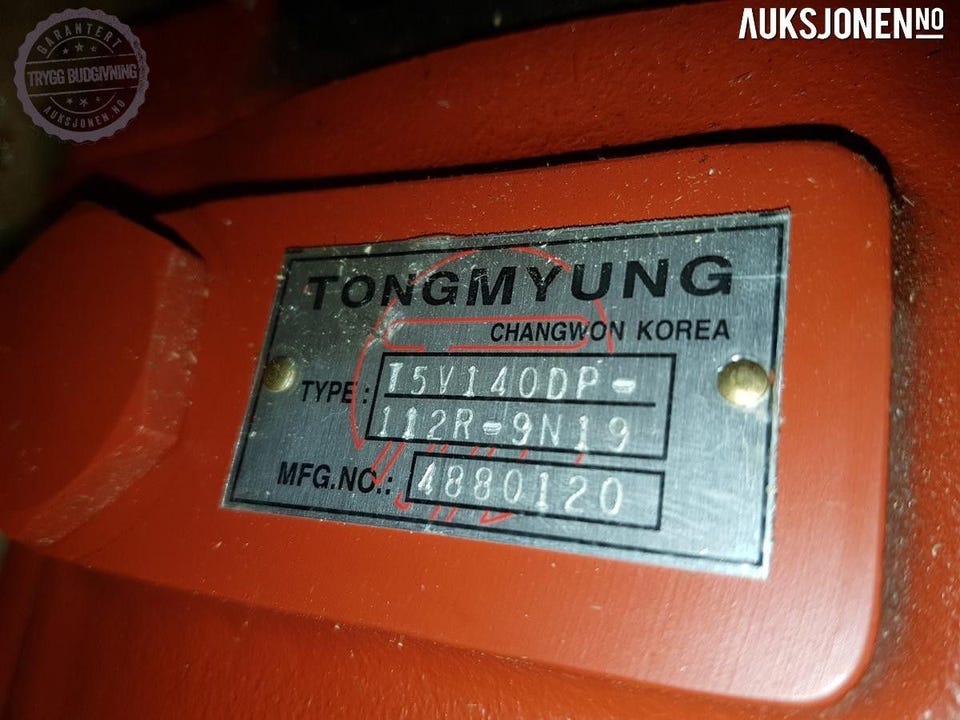 AUKSJONEN.NO
GARANTERT
TRYGG BUDGIVNING
AUKSJONEN.NO
TONGMYUNG
CHANGWON KOREA
TYPE: T5V140DP-
112R-9N19
MFG.NO.: 4880120